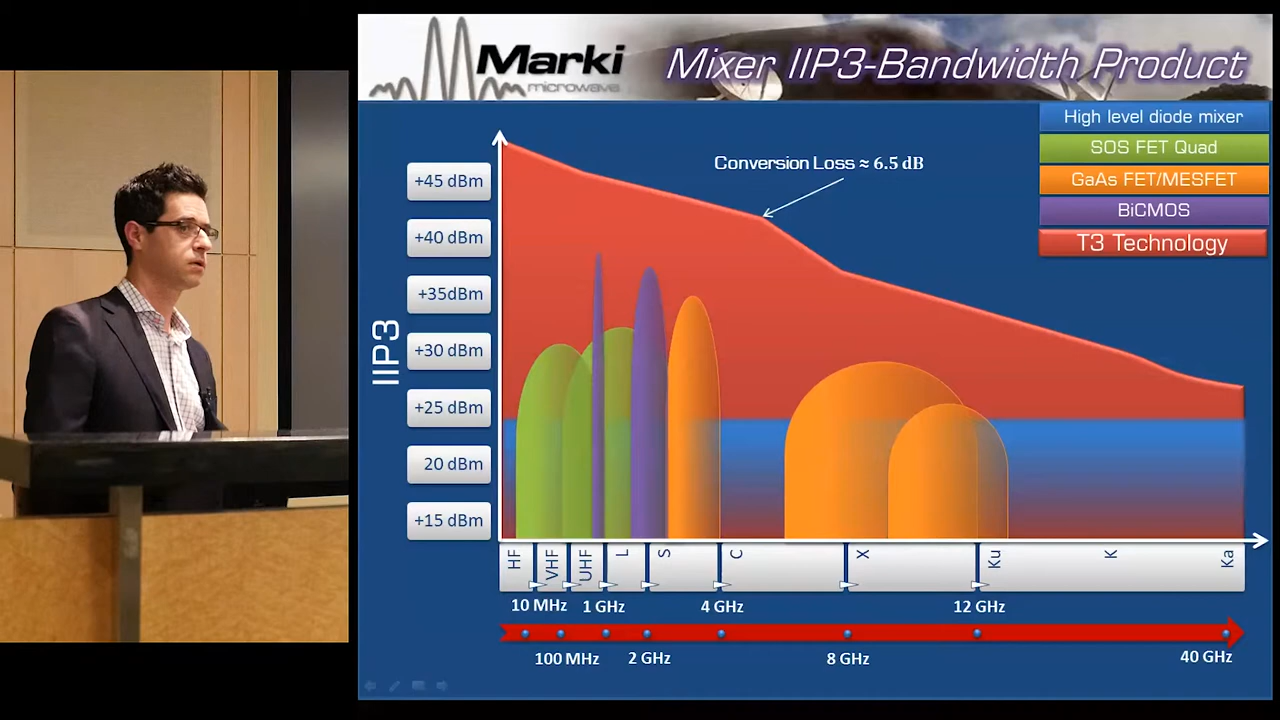 Marki
microwave
Mixer IIP3-Bandwidth Product
High level diode mixer
SOS FET Quad
GaAs FET/MESFET
BiCMOS
T3 Technology
Conversion Loss ≈ 6.5 dB
IIP3
+45 dBm
+40 dBm
+35dBm
+30 dBm
+25 dBm
20 dBm
+15 dBm
HF
VHF
UHF
L
S
C
X
Ku
K
Ka
10 MHz
1 GHz
4 GHz
12 GHz
100 MHz
2 GHz
8 GHz
40 GHz